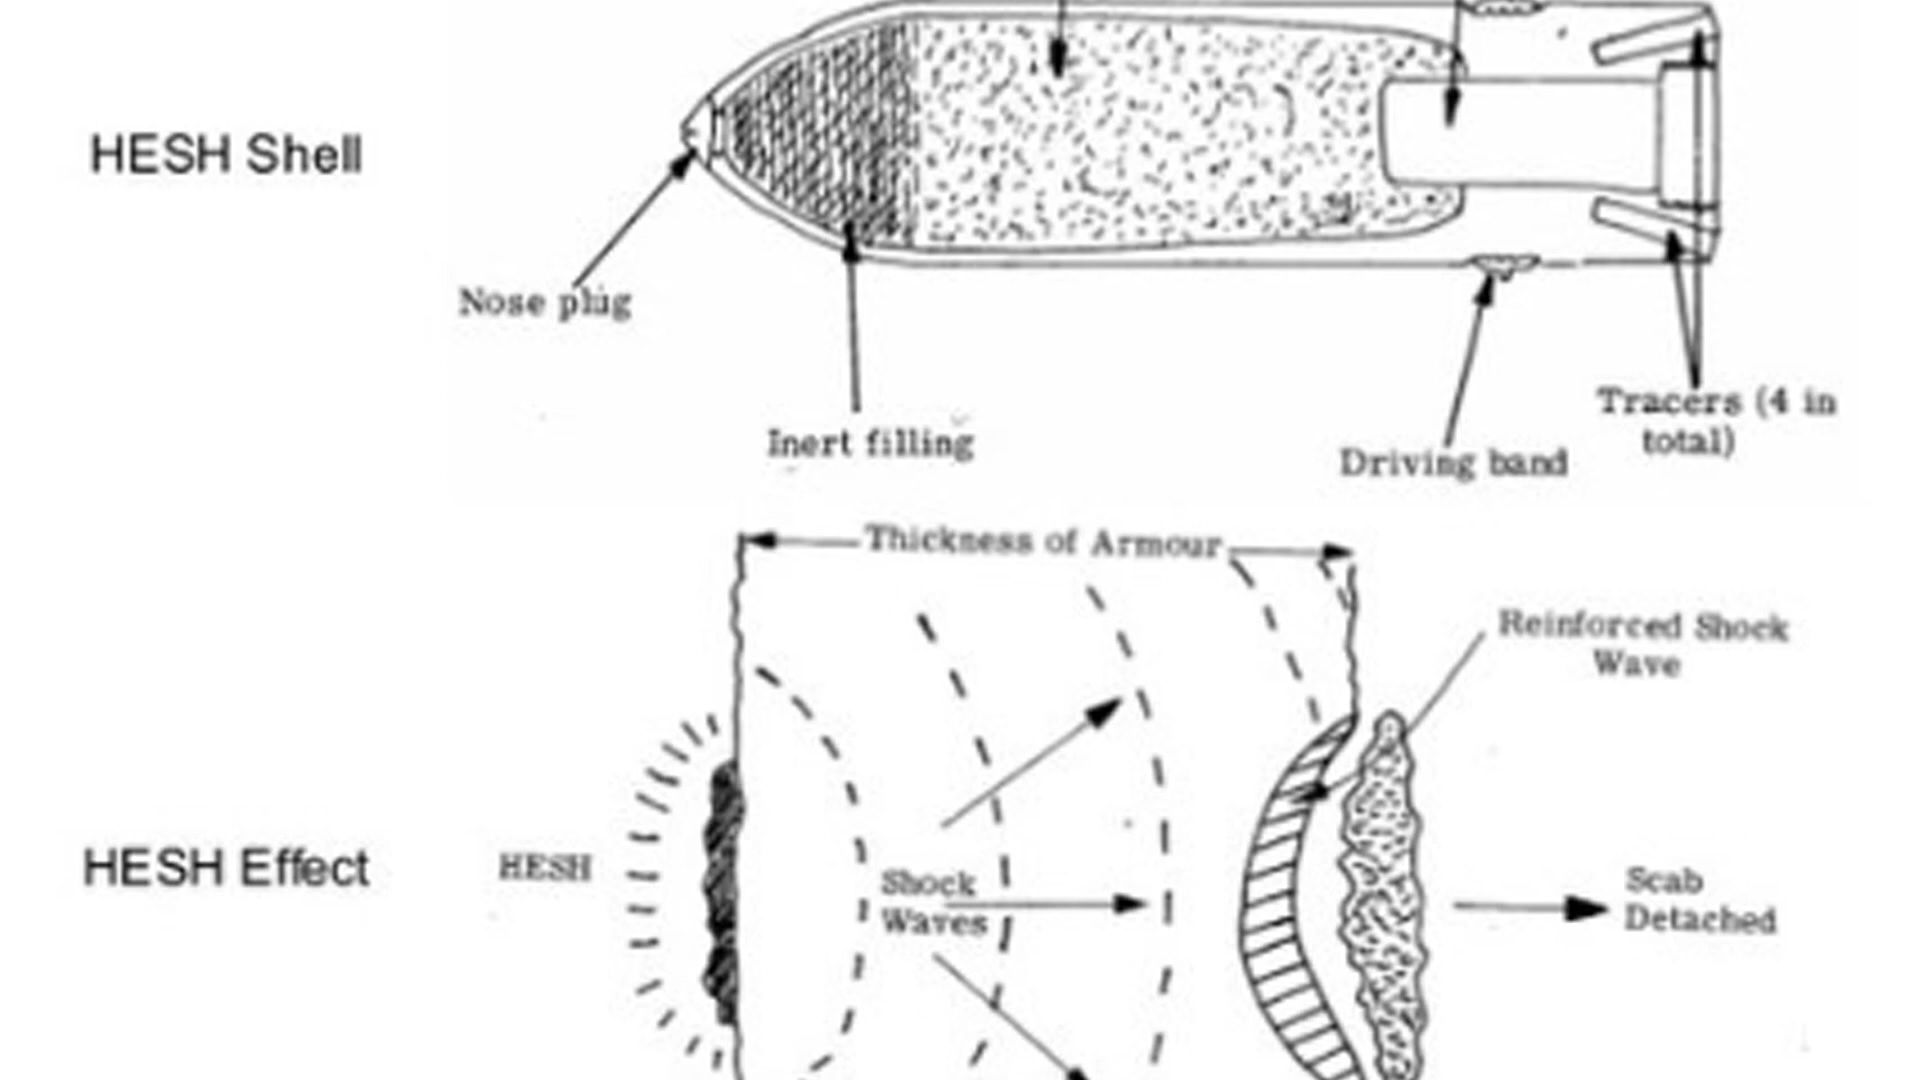 HESH Shell
Nose plug
Inert filling
Driving band
Tracers (4 in
total)
Thickness of Armour
Reinforced Shock
Wave
HESH Effect
HESH
Shock
Waves
Scab
Detached